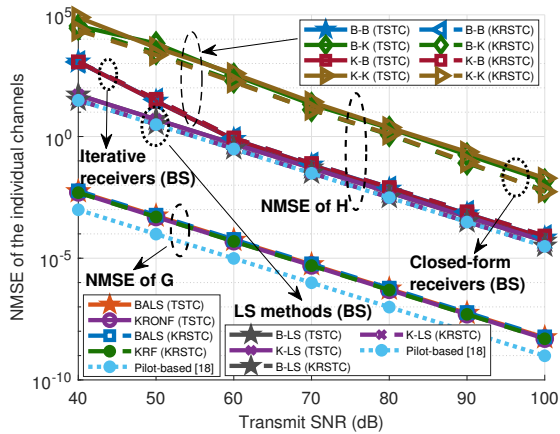 NMSE of the individual channels
10^5
10^0
10^-5
10^-10
B-B (TSTC)
B-K (TSTC)
K-B (TSTC)
K-K (TSTC)
B-B (KRSTC)
B-K (KRSTC)
K-B (KRSTC)
K-K (KRSTC)
Iterative
receivers (BS)
NMSE of H
NMSE of G
LS methods (BS)
Closed-form
receivers (BS)
BALS (TSTC)
KRONF (TSTC)
BALS (KRSTC)
KRF (KRSTC)
Pilot-based [18]
B-LS (TSTC)
K-LS (TSTC)
B-LS (KRSTC)
K-LS (KRSTC)
Pilot-based [18]
40 50 60 70 80 90 100
Transmit SNR (dB)